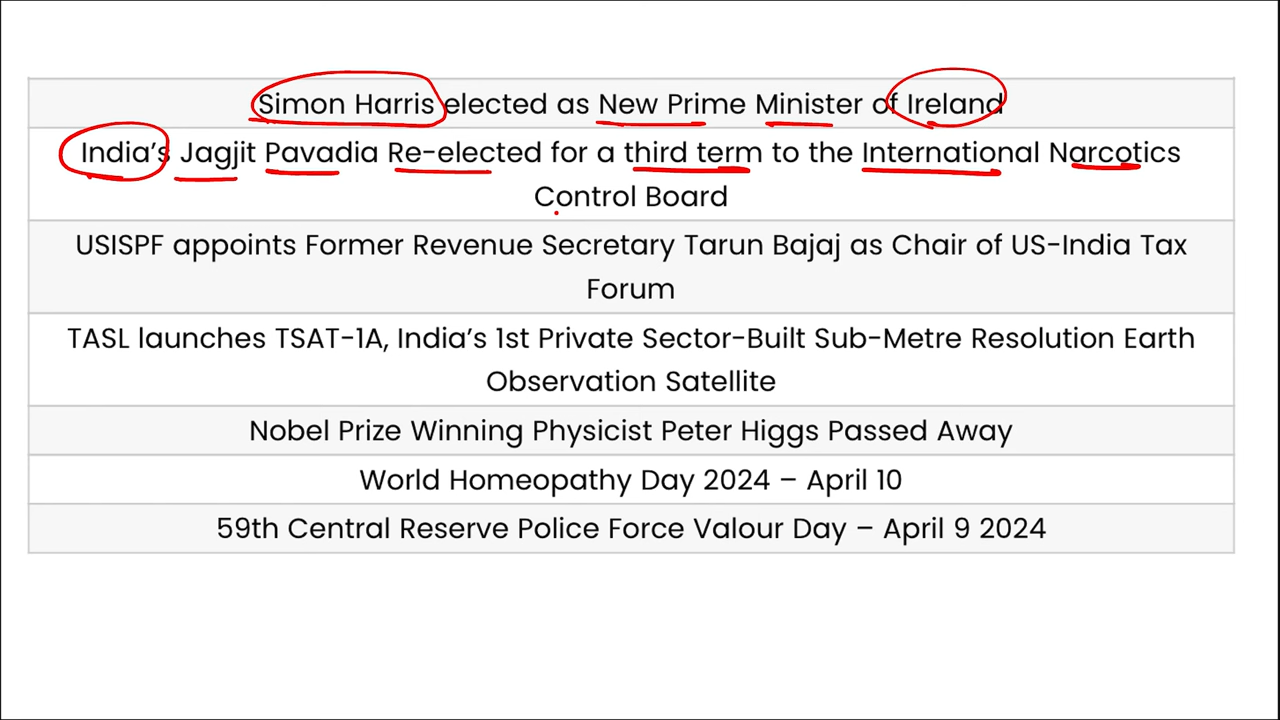 Simon Harris elected as New Prime Minister of Ireland
India's Jagjit Pavadia Re-elected for a third term to the International Narcotics
Control Board
USISPF appoints Former Revenue Secretary Tarun Bajaj as Chair of US-India Tax
Forum
TASL launches TSAT-1A, India's 1st Private Sector-Built Sub-Metre Resolution Earth
Observation Satellite
Nobel Prize Winning Physicist Peter Higgs Passed Away
World Homeopathy Day 2024 – April 10
59th Central Reserve Police Force Valour Day – April 9 2024